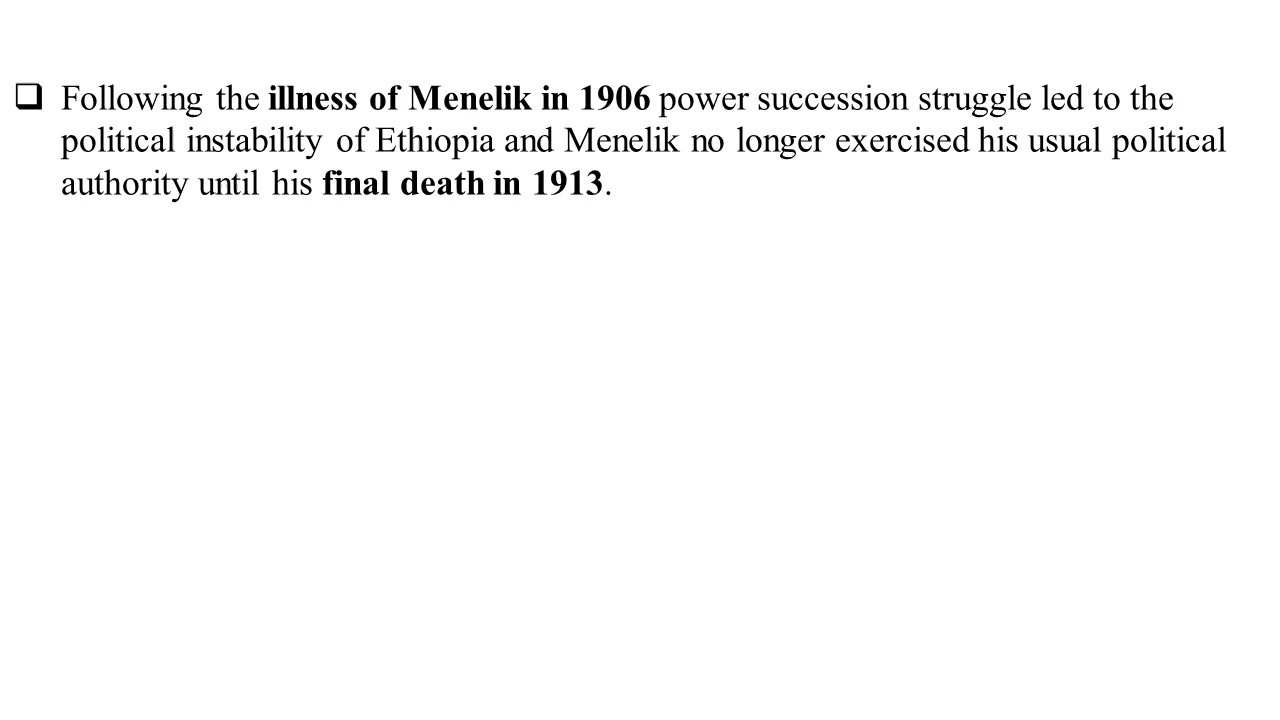 ❑ Following the illness of Menelik in 1906 power succession struggle led to the
political instability of Ethiopia and Menelik no longer exercised his usual political
authority until his final death in 1913.